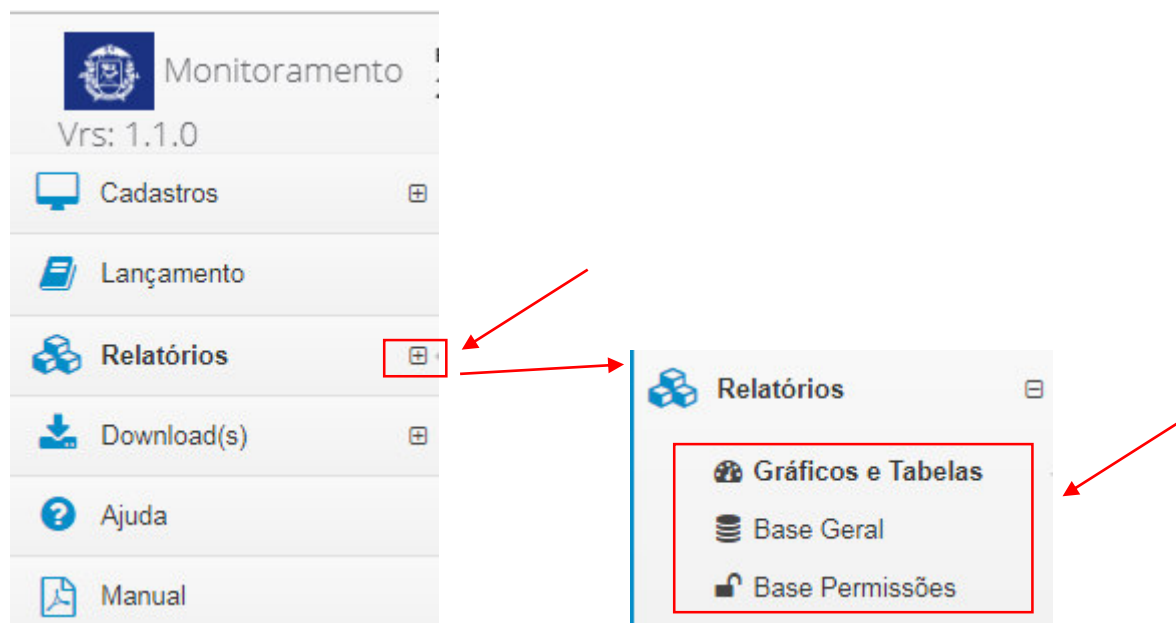 Monitoramento
Vrs: 1.1.0
Cadastros
Lançamento
Relatórios
Download(s)
Ajuda
Manual
Relatórios
Gráficos e Tabelas
Base Geral
Base Permissões